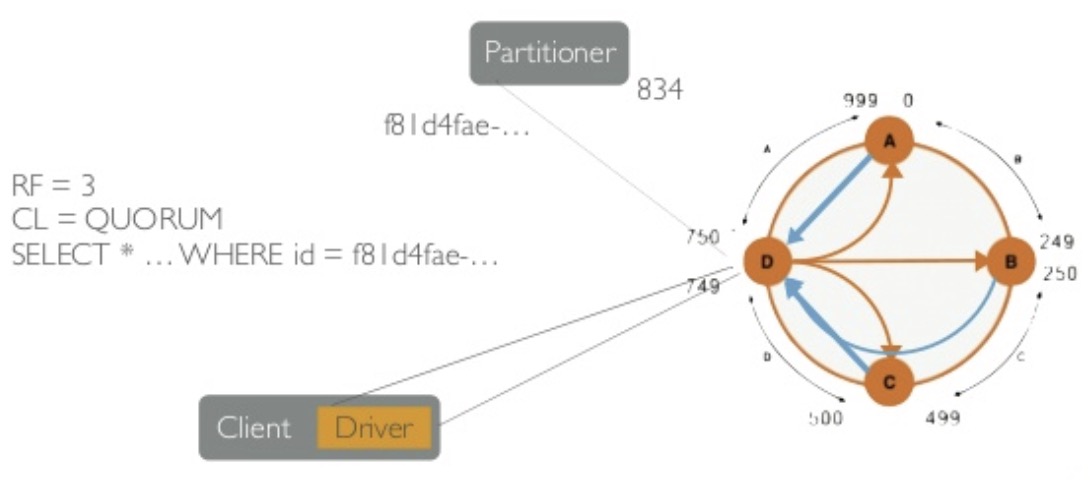 Partitioner
834
f81d4fae-...
RF = 3
CL = QUORUM
SELECT * ... WHERE id = f81d4fae-...
999 0
A
A
B
750
D
B
249
250
749
D
C
C
500
499
Client Driver